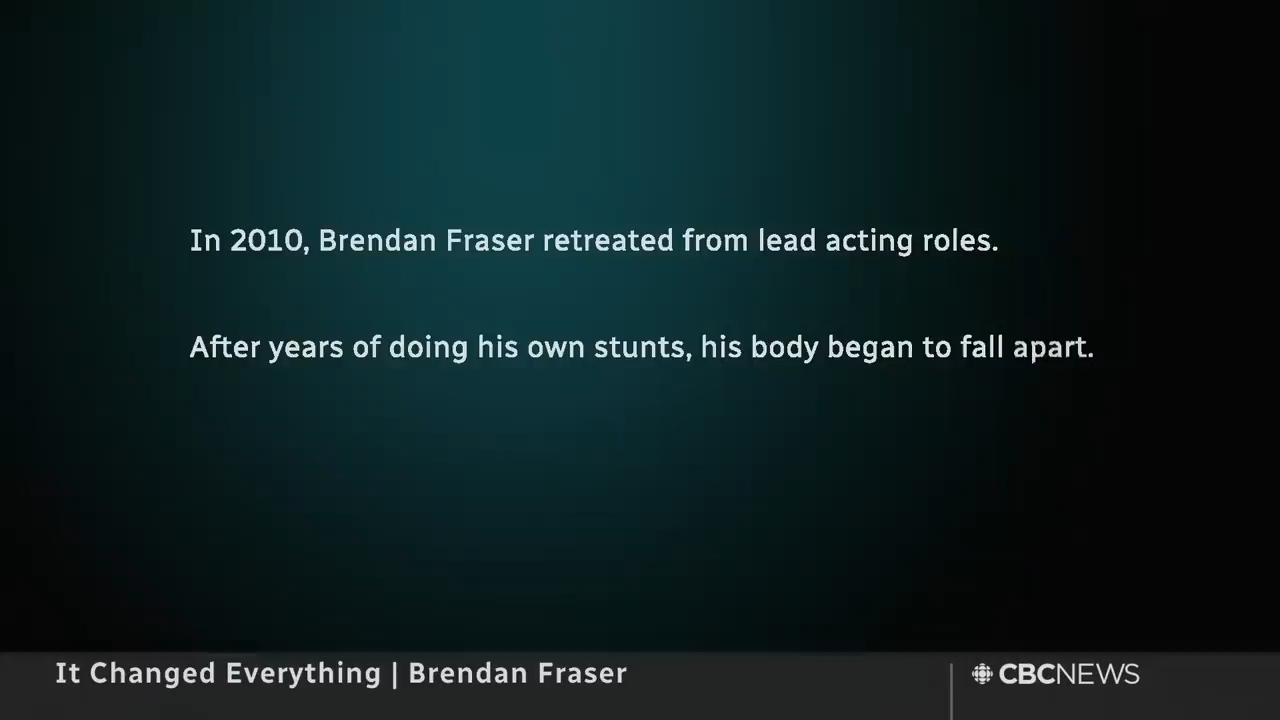 In 2010, Brendan Fraser retreated from lead acting roles.
After years of doing his own stunts, his body began to fall apart.
It Changed Everything | Brendan Fraser
CBCNEWS